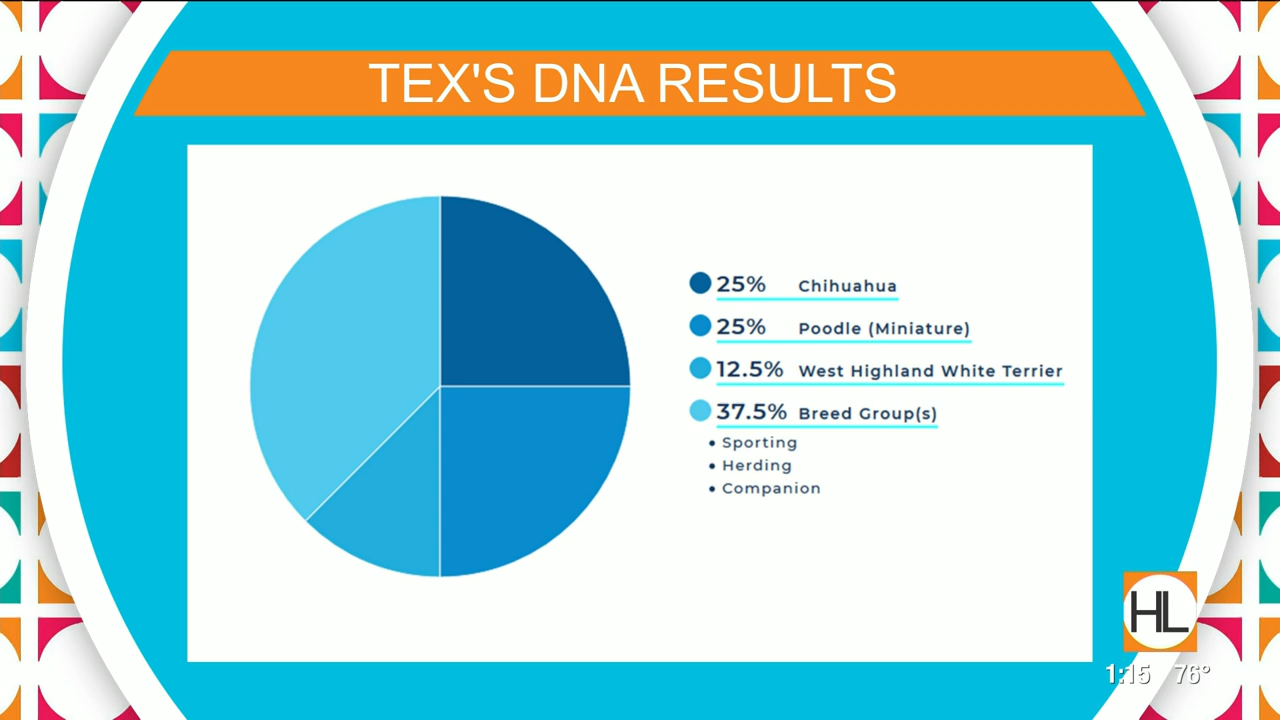 TEX'S DNA RESULTS
25% Chihuahua
25% Poodle (Miniature)
12.5% West Highland White Terrier
37.5% Breed Group(s)
• Sporting
• Herding
• Companion
HL
1:15 76°